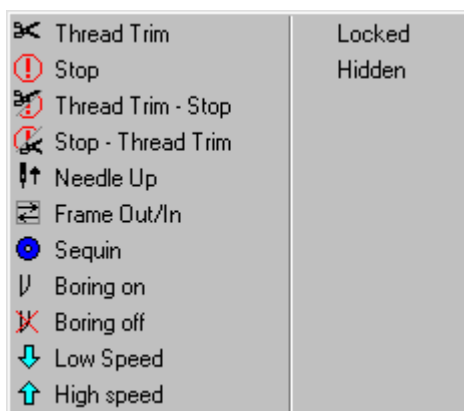 Thread Trim
Stop
Thread Trim - Stop
Stop - Thread Trim
Needle Up
Frame Out/In
Sequin
Boring on
Boring off
Low Speed
High speed
Locked
Hidden